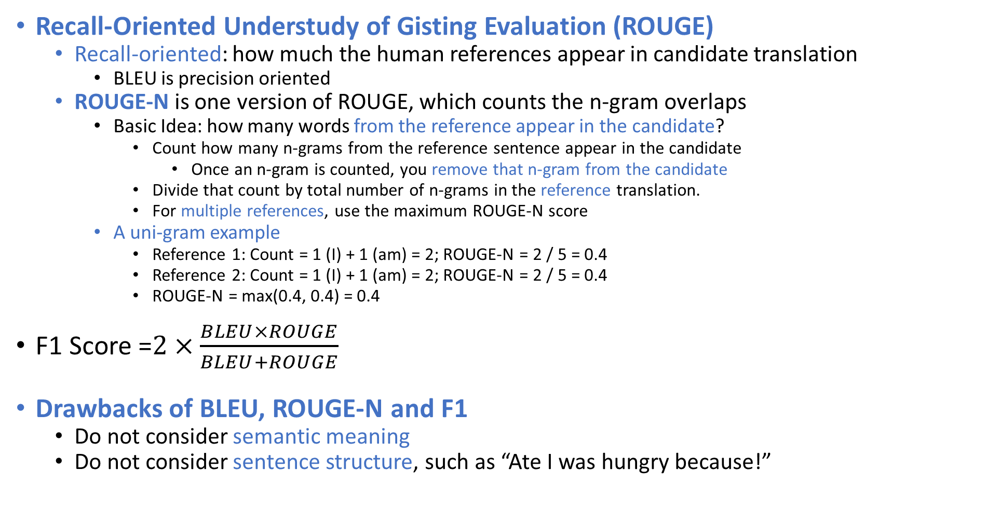 • Recall-Oriented Understudy of Gisting Evaluation (ROUGE)
• Recall-oriented: how much the human references appear in candidate translation
• BLEU is precision oriented
• ROUGE-N is one version of ROUGE, which counts the n-gram overlaps
• Basic Idea: how many words from the reference appear in the candidate?
• Count how many n-grams from the reference sentence appear in the candidate
• Once an n-gram is counted, you remove that n-gram from the candidate
• Divide that count by total number of n-grams in the reference translation.
• For multiple references, use the maximum ROUGE-N score
• A uni-gram example
• Reference 1: Count = 1 (I) + 1 (am) = 2; ROUGE-N = 2 / 5 = 0.4
• Reference 2: Count = 1 (I) + 1 (am) = 2; ROUGE-N = 2 / 5 = 0.4
• ROUGE-N = max(0.4, 0.4) = 0.4
• F1 Score =2 × (BLEU×ROUGE)/(BLEU+ROUGE)
• Drawbacks of BLEU, ROUGE-N and F1
• Do not consider semantic meaning
• Do not consider sentence structure, such as “Ate I was hungry because!”